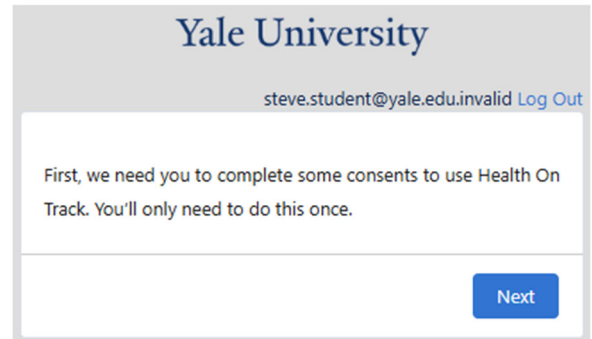 Yale University
steve.student@yale.edu.invalid Log Out
First, we need you to complete some consents to use Health On
Track. You'll only need to do this once.
Next